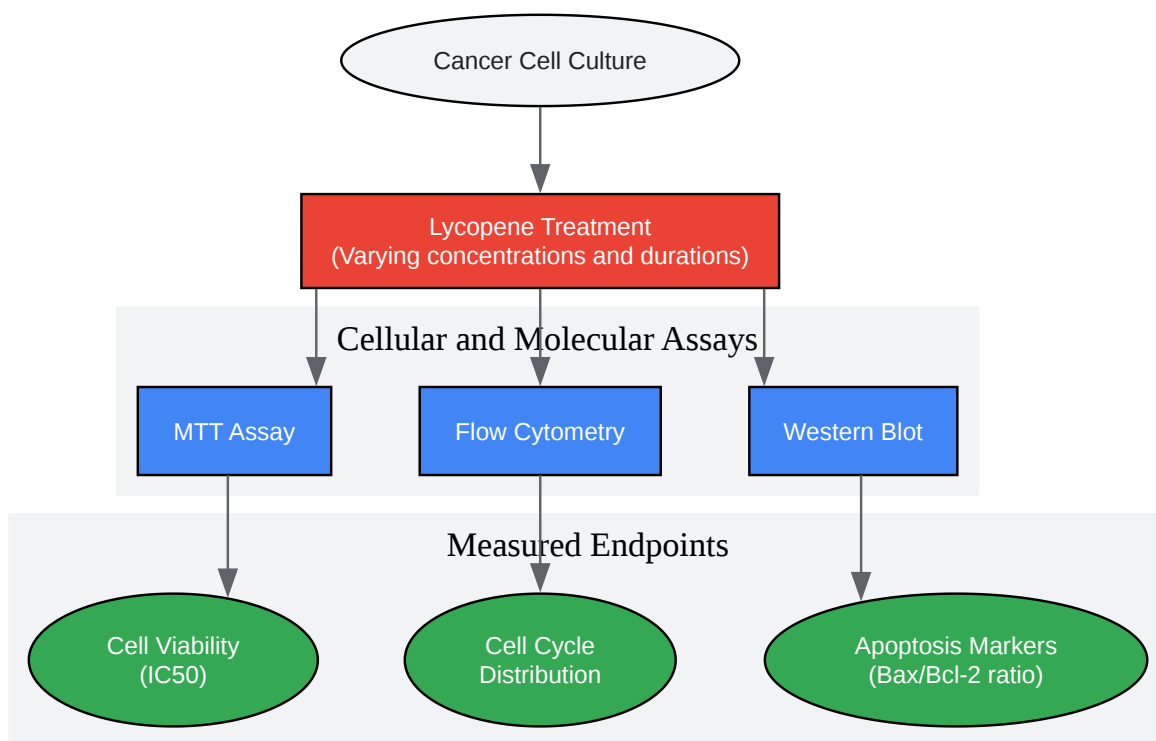 Cancer Cell Culture
Lycopene Treatment
(Varying concentrations and durations)
Cellular and Molecular Assays
MTT Assay
Flow Cytometry
Western Blot
Measured Endpoints
Cell Viability
(IC50)
Cell Cycle
Distribution
Apoptosis Markers
(Bax/Bcl-2 ratio)